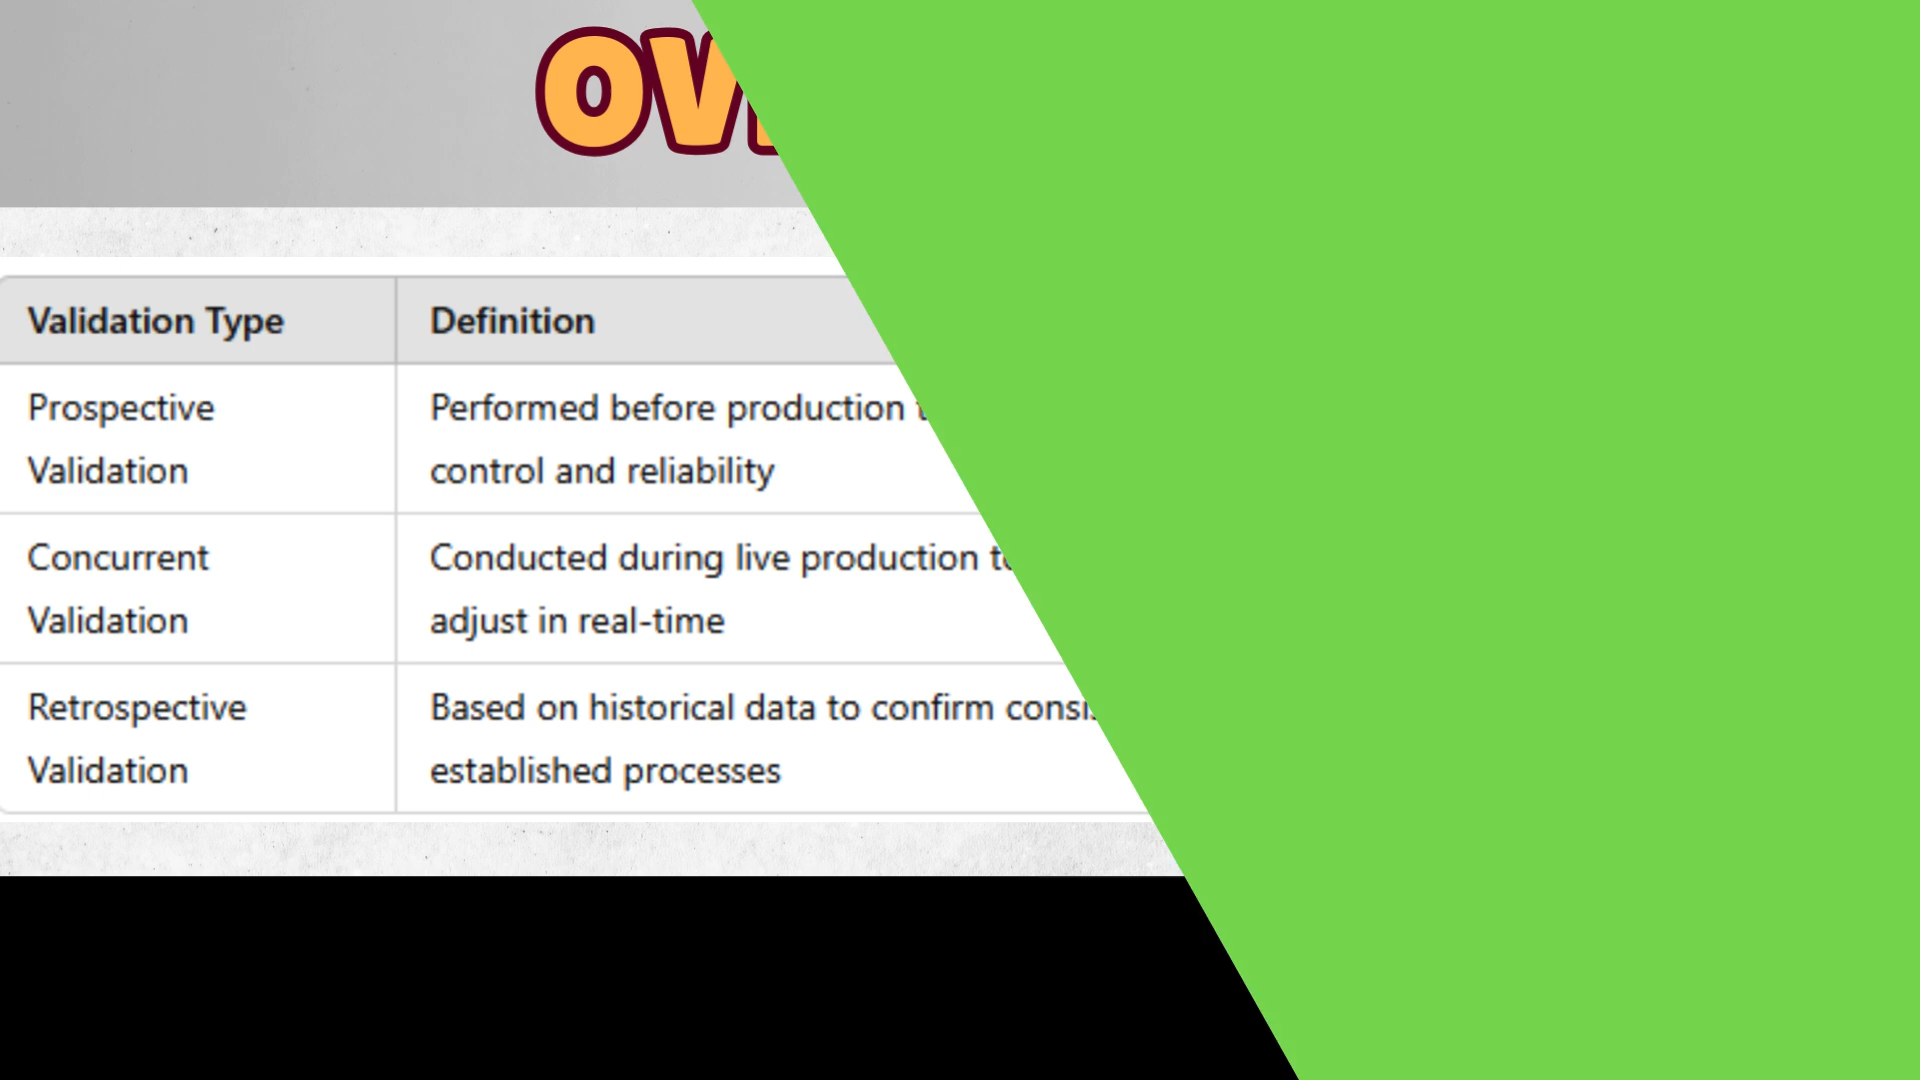 Validation Type
Definition
Prospective
Validation
Performed before production
control and reliability
Concurrent
Validation
Conducted during live production
adjust in real-time
Retrospective
Validation
Based on historical data to confirm
established processes